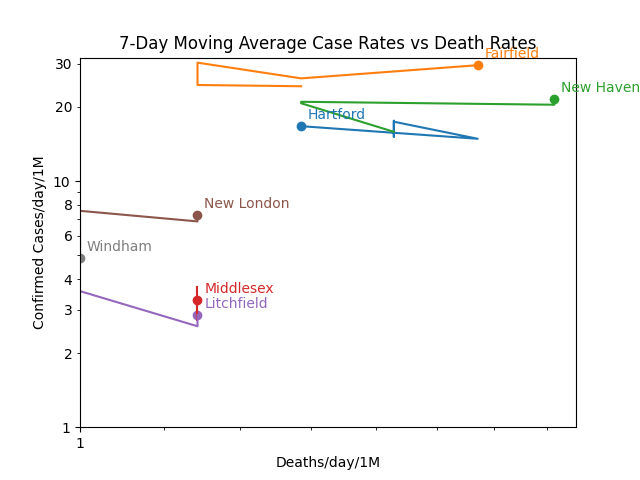 7-Day Moving Average Case Rates vs Death Rates
Confirmed Cases/day/1M
30
20
10
8
6
4
3
2
1
Fairfield
New Haven
Hartford
New London
Windham
Middlesex
Litchfield
1
Deaths/day/1M